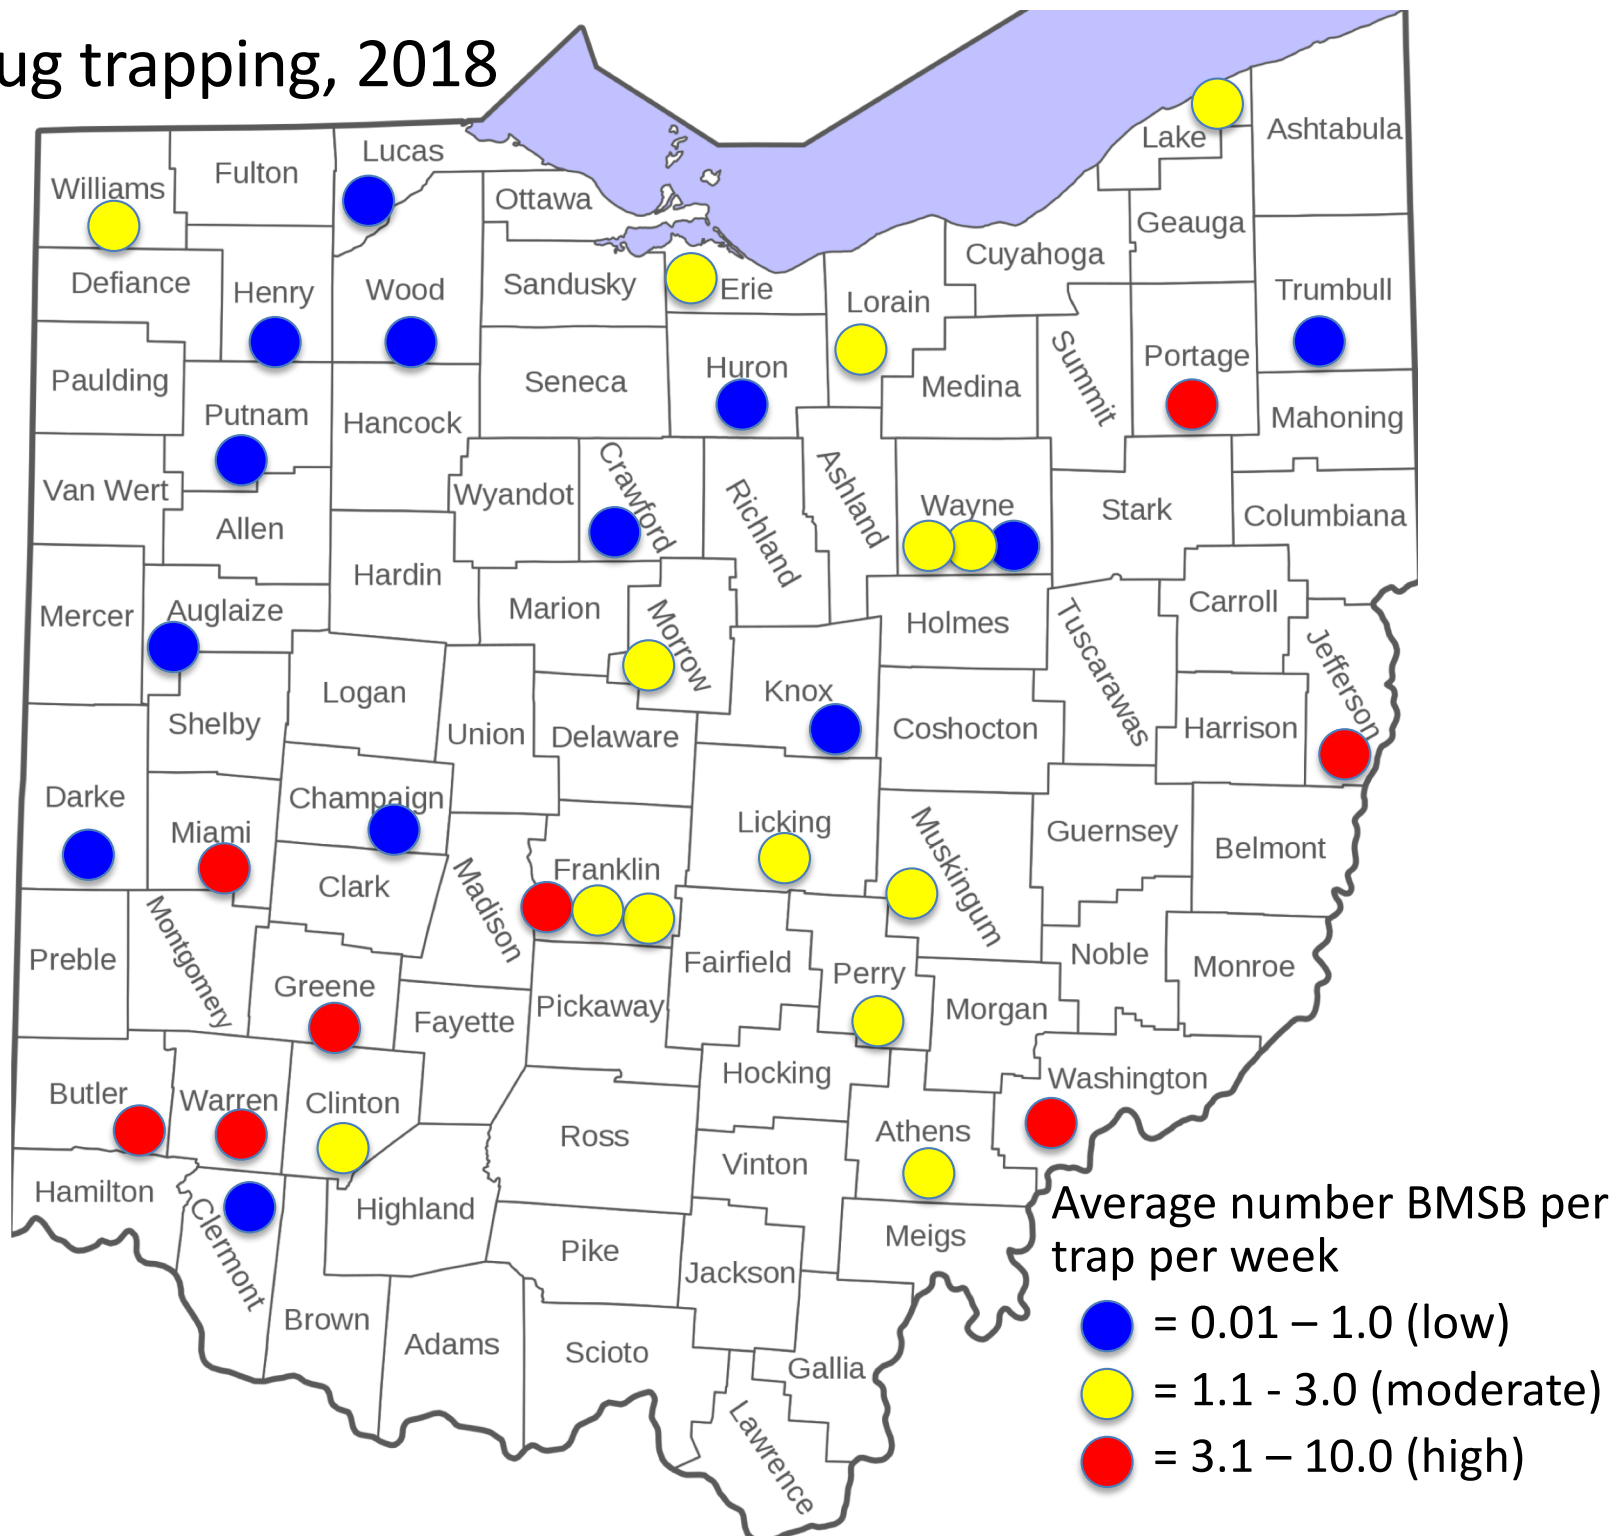 ug trapping, 2018
Lucas
Fulton
Williams
Ottawa
Lake
Ashtabula
Geauga
Cuyahoga
Defiance
Henry
Wood
Sandusky
Erie
Lorain
Trumbull
Paulding
Seneca
Huron
Medina
Summit
Portage
Mahoning
Putnam
Hancock
Van Wert
Allen
Wyandot
Crawford
Richland
Ashland
Wayne
Stark
Columbiana
Mercer
Auglaize
Hardin
Marion
Morrow
Holmes
Tuscarawas
Carroll
Jefferson
Logan
Shelby
Union
Delaware
Knox
Coshocton
Harrison
Darke
Miami
Champaign
Clark
Madison
Franklin
Licking
Muskingum
Guernsey
Belmont
Preble
Montgomery
Greene
Fayette
Pickaway
Fairfield
Perry
Morgan
Noble
Monroe
Butler
Warren
Clinton
Ross
Hocking
Vinton
Athens
Washington
Hamilton
Clermont
Highland
Pike
Jackson
Meigs
Brown
Adams
Scioto
Gallia
Lawrence
Average number BMSB per
trap per week
= 0.01 – 1.0 (low)
= 1.1 - 3.0 (moderate)
= 3.1 – 10.0 (high)